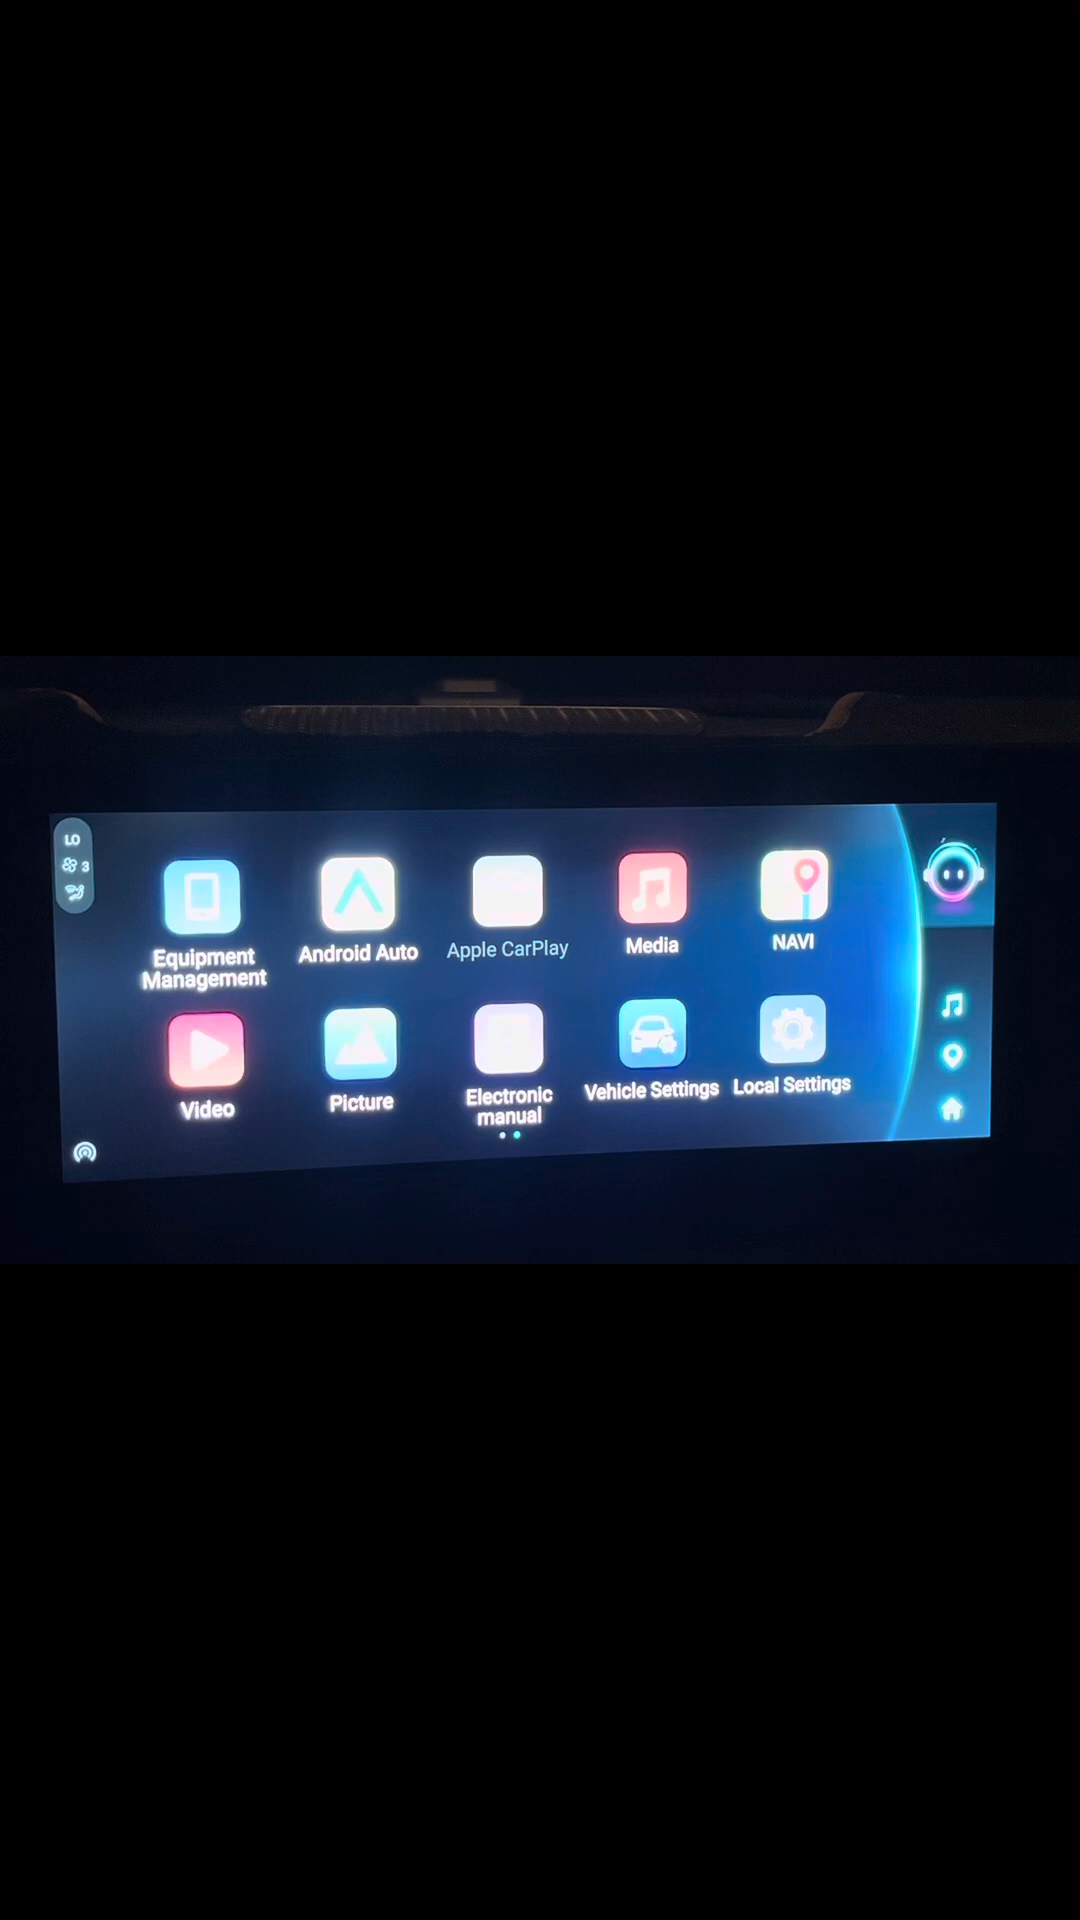 LO
3
Equipment
Management
Android Auto
Apple CarPlay
Media
NAVI
Video
Picture
Electronic
manual
Vehicle Settings
Local Settings